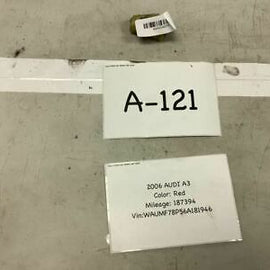 A-121
2006 AUDI A3
Color: Red
Mileage: 187394
Vin:WAUMF78P56A181946